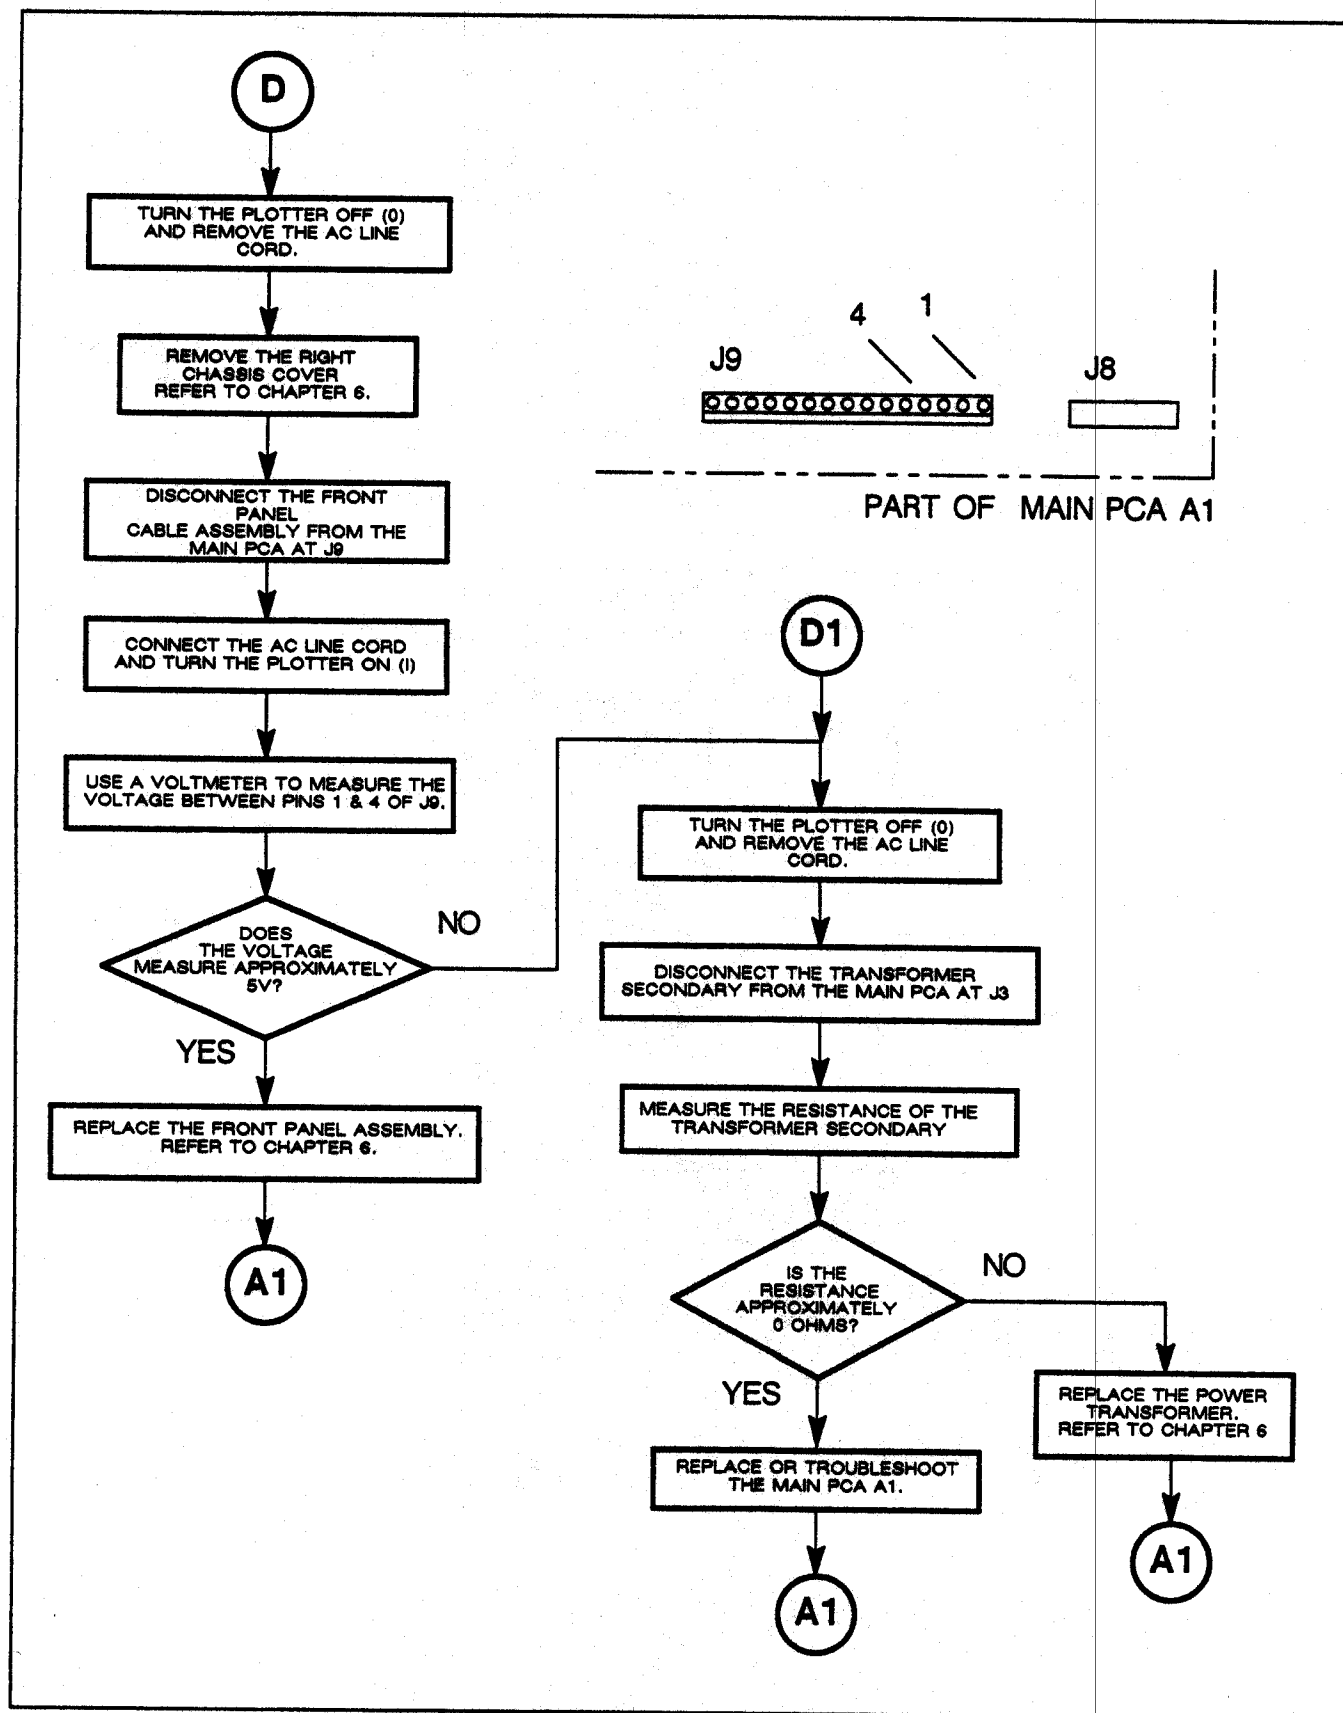 D
TURN THE PLOTTER OFF (0)
AND REMOVE THE AC LINE
CORD.
REMOVE THE RIGHT
CHASSIS COVER
REFER TO CHAPTER 6.
DISCONNECT THE FRONT
PANEL
CABLE ASSEMBLY FROM THE
MAIN PCA AT J9
CONNECT THE AC LINE CORD
AND TURN THE PLOTTER ON (I)
USE A VOLTMETER TO MEASURE THE
VOLTAGE BETWEEN PINS 1 & 4 OF J9.
DOES
THE VOLTAGE
MEASURE APPROXIMATELY
5V?
NO
YES
REPLACE THE FRONT PANEL ASSEMBLY.
REFER TO CHAPTER 6.
A1
4
1
J9
J8
PART OF MAIN PCA A1
D1
TURN THE PLOTTER OFF (0)
AND REMOVE THE AC LINE
CORD.
DISCONNECT THE TRANSFORMER
SECONDARY FROM THE MAIN PCA AT J3
MEASURE THE RESISTANCE OF THE
TRANSFORMER SECONDARY
IS THE
RESISTANCE
APPROXIMATELY
0 OHMS?
NO
YES
REPLACE THE POWER
TRANSFORMER.
REFER TO CHAPTER 6
A1
REPLACE OR TROUBLESHOOT
THE MAIN PCA A1.
A1